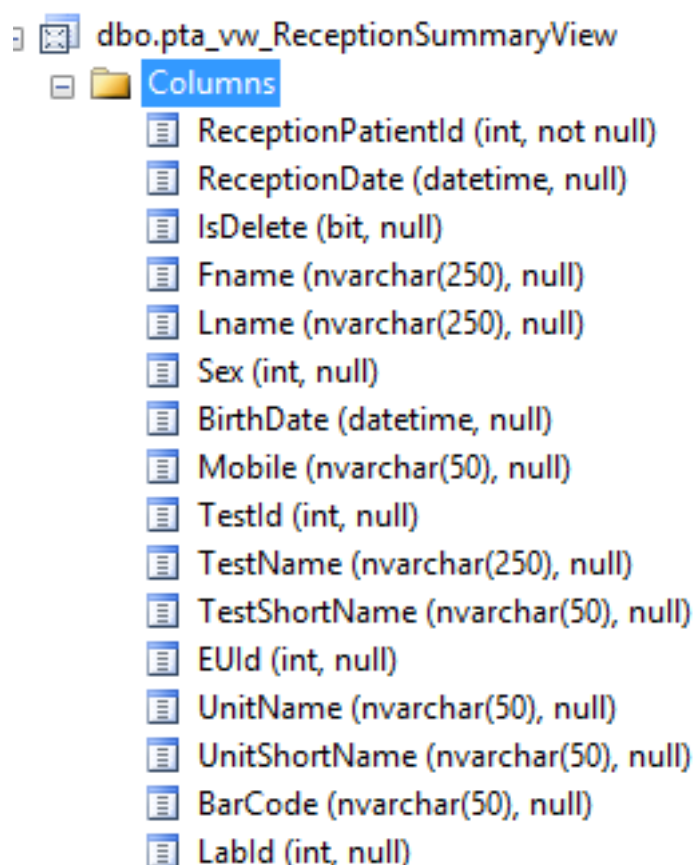 dbo.pta_vw_ReceptionSummaryView
Columns
ReceptionPatientId (int, not null)
ReceptionDate (datetime, null)
IsDelete (bit, null)
Fname (nvarchar(250), null)
Lname (nvarchar(250), null)
Sex (int, null)
BirthDate (datetime, null)
Mobile (nvarchar(50), null)
TestId (int, null)
TestName (nvarchar(250), null)
TestShortName (nvarchar(50), null)
EUId (int, null)
UnitName (nvarchar(50), null)
UnitShortName (nvarchar(50), null)
BarCode (nvarchar(50), null)
LabId (int, null)